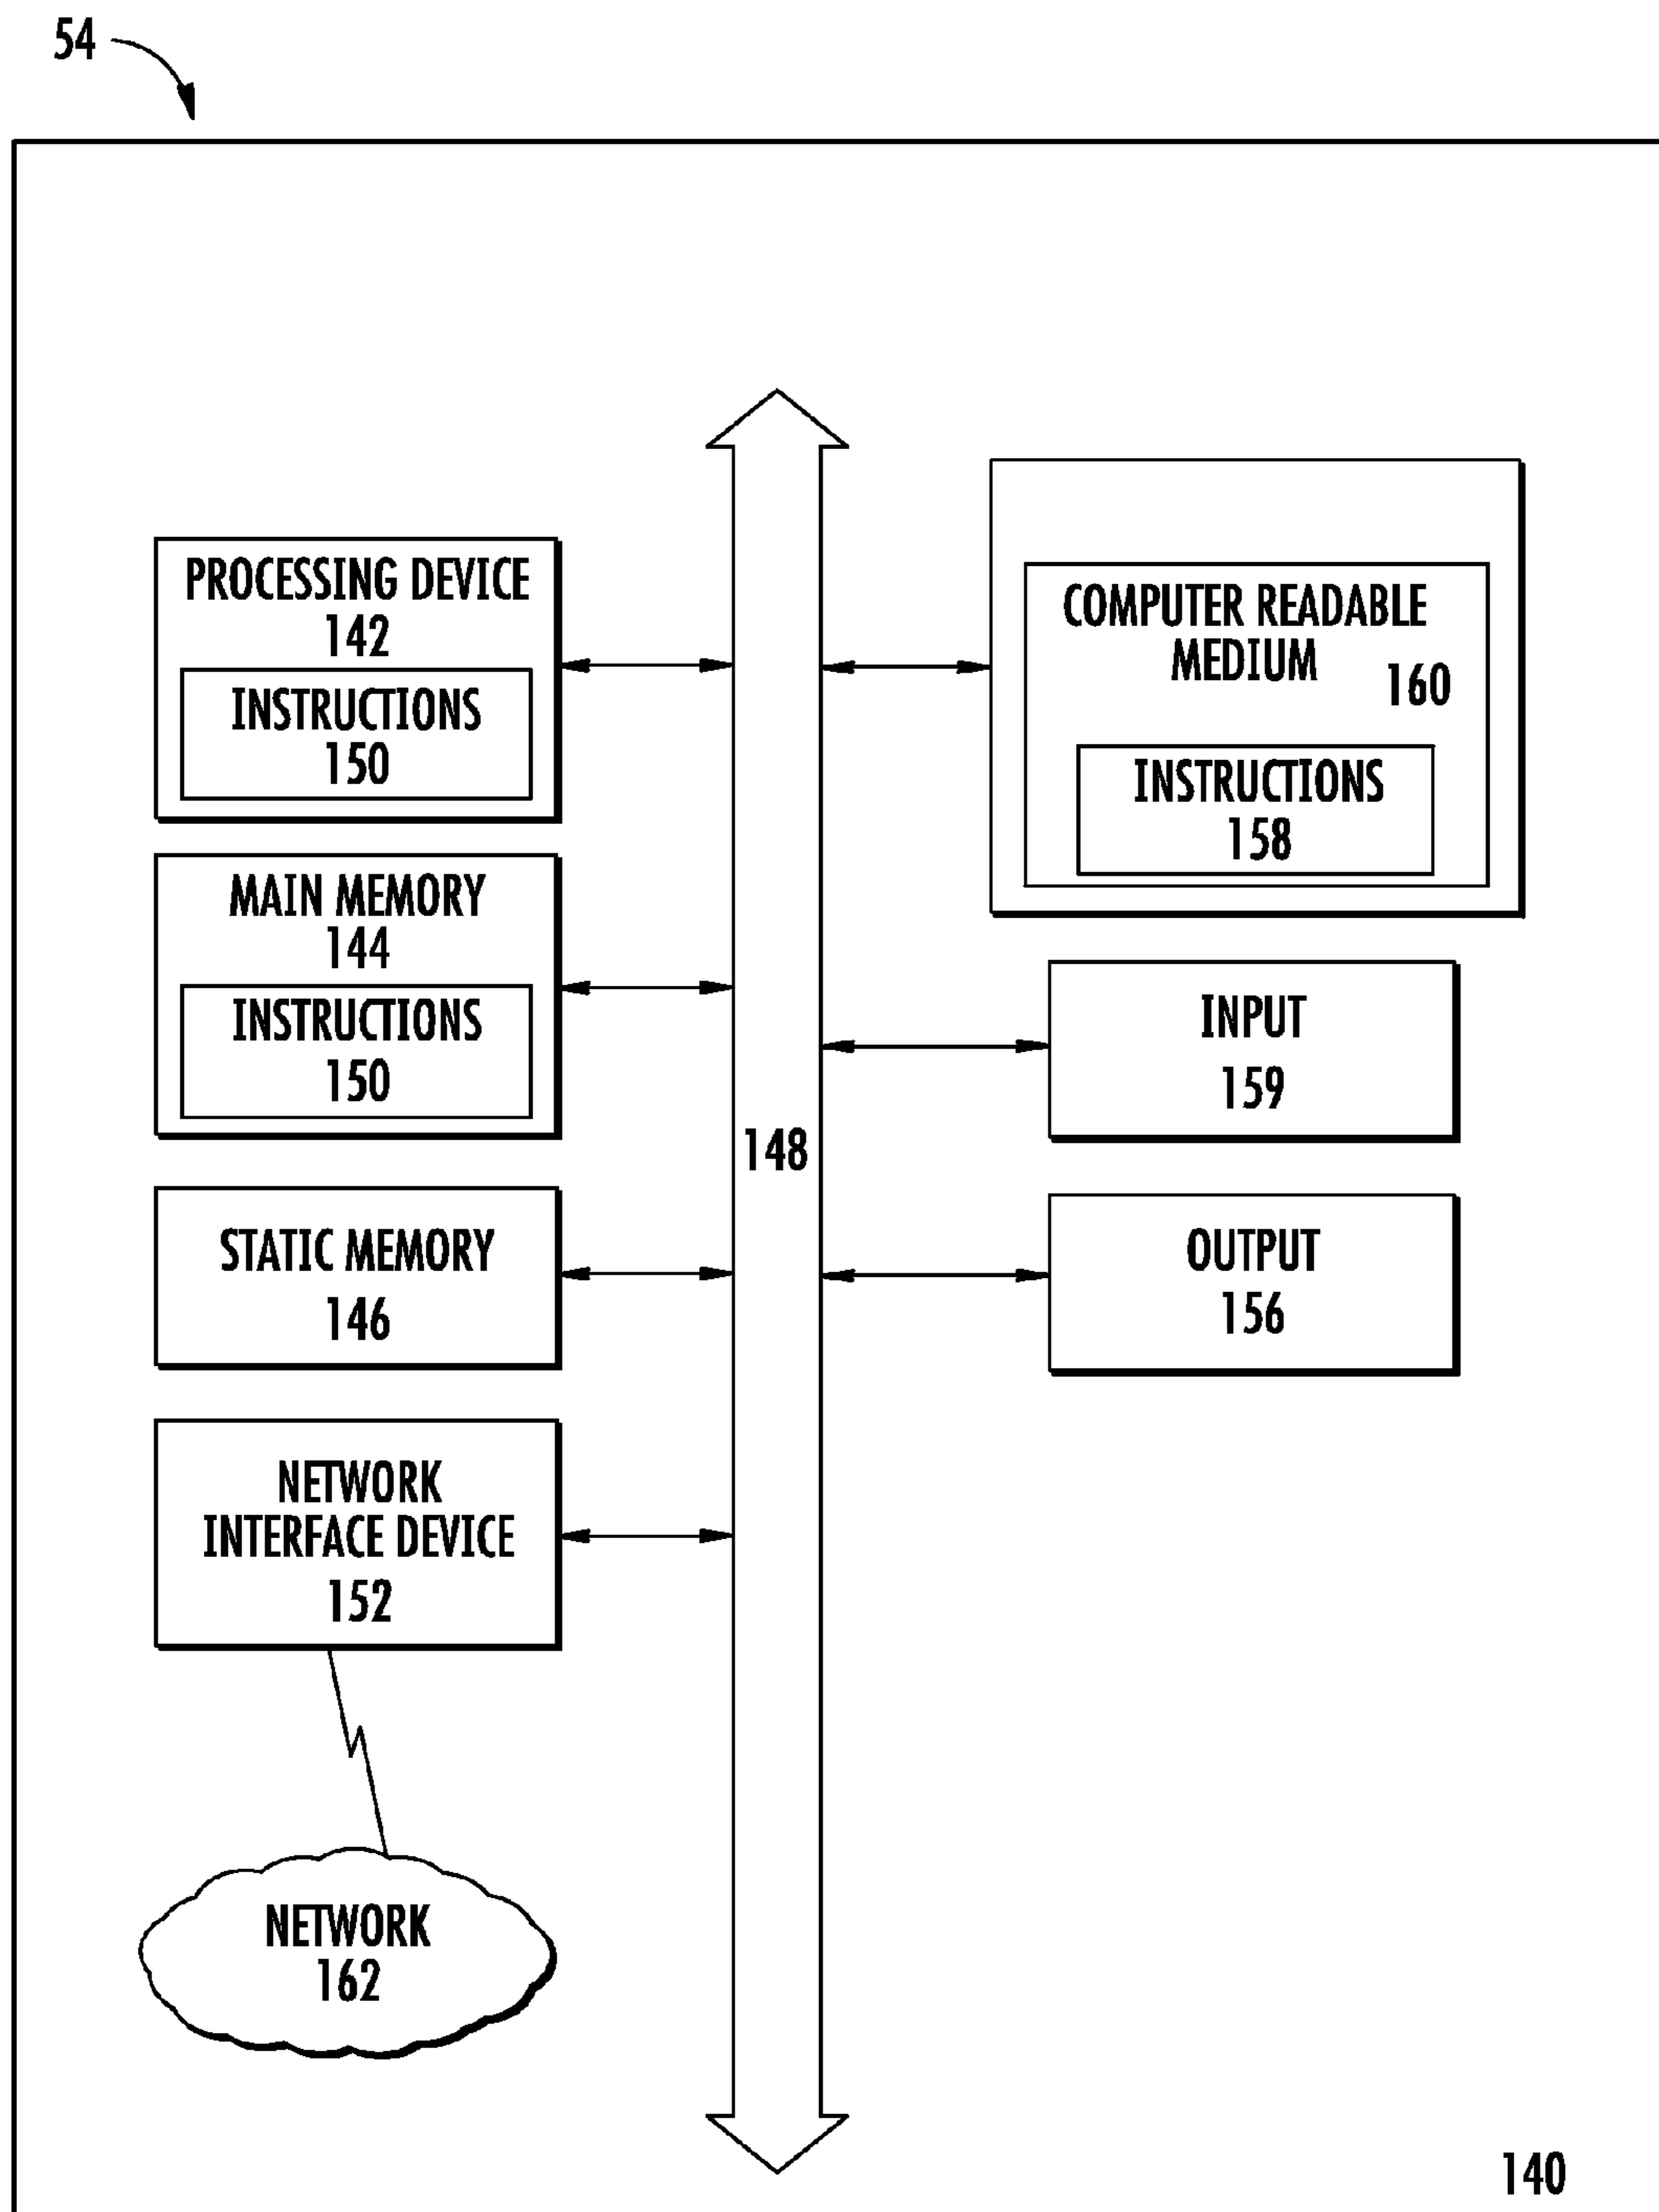 54
PROCESSING DEVICE
142
INSTRUCTIONS
150
MAIN MEMORY
144
INSTRUCTIONS
150
STATIC MEMORY
146
NETWORK
INTERFACE DEVICE
152
NETWORK
162
148
COMPUTER READABLE
MEDIUM
160
INSTRUCTIONS
158
INPUT
159
OUTPUT
156
140